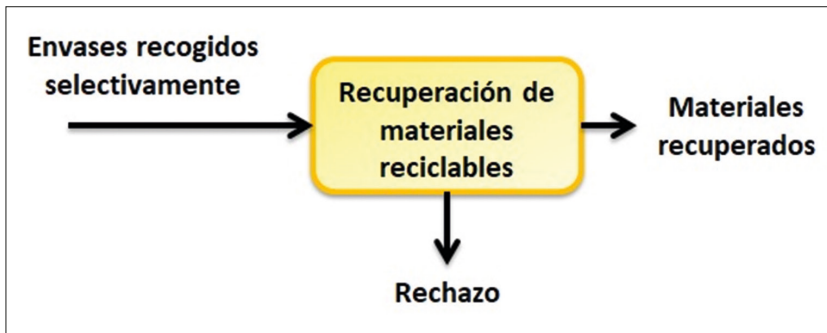 Envases recogidos
selectivamente
Recuperación de
materiales
reciclables
Materiales
recuperados
Rechazo